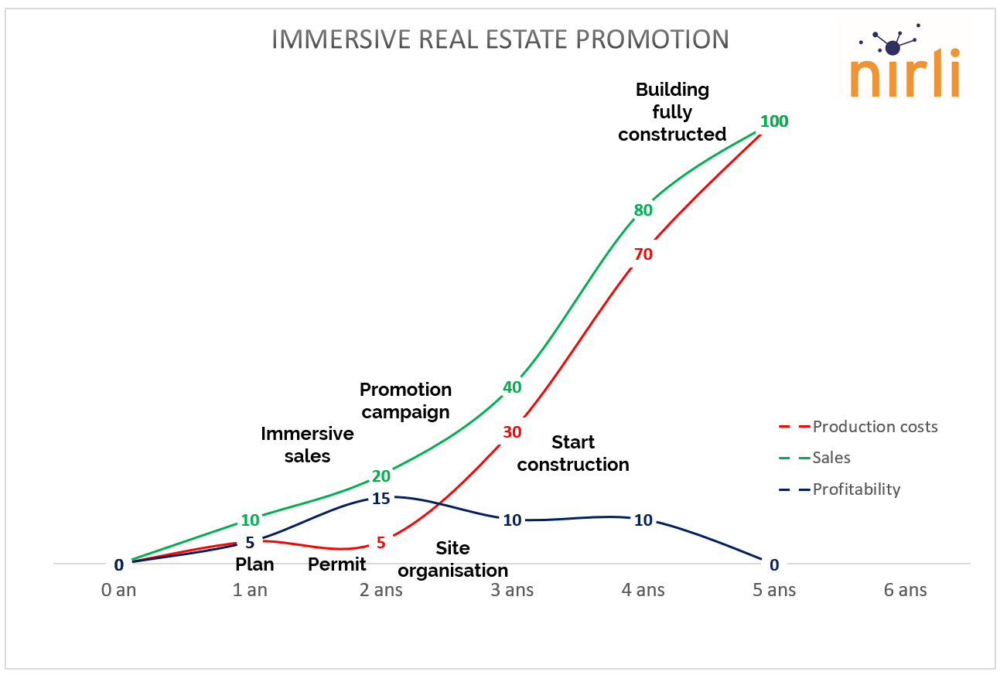 IMMERSIVE REAL ESTATE PROMOTION
nirli
Building
fully
constructed
100
80
70
Promotion
campaign
40
Immersive
sales
30
Start
construction
Production costs
Sales
Profitability
20
15
10
10
10
5
5
Site
organisation
Plan
Permit
0
0
0 an
1 an
2 ans
3 ans
4 ans
5 ans
6 ans